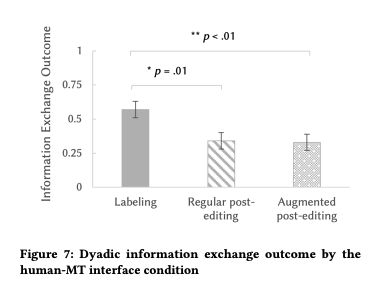 ** p < .01
* p = .01
Information Exchange Outcome
1
0.75
0.5
0.25
0
Labeling
Regular post-
editing
Augmented
post-editing
Figure 7: Dyadic information exchange outcome by the
human-MT interface condition